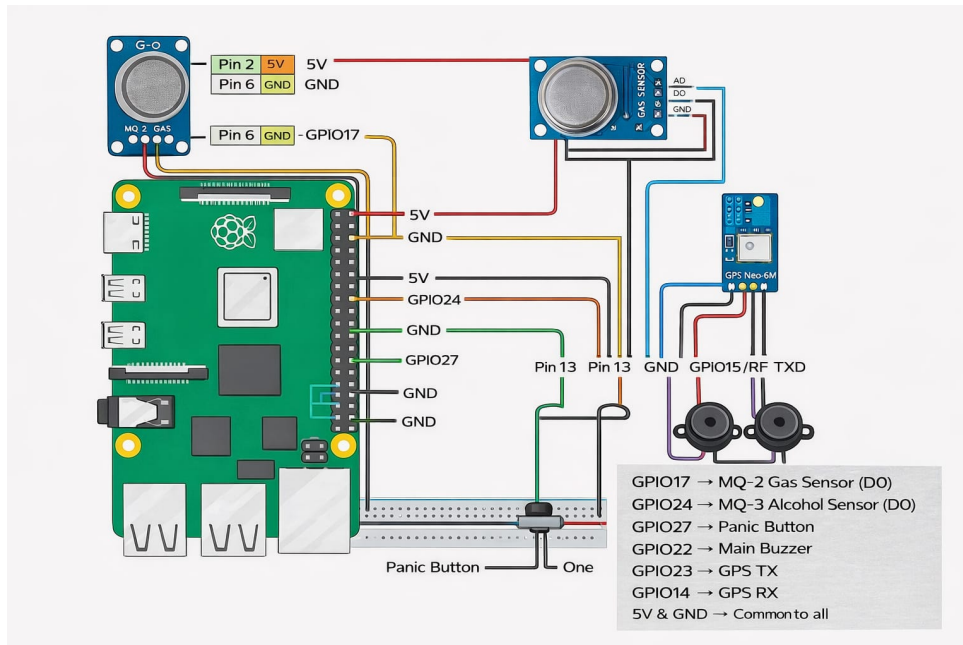 G-O
MQ 2 GAS
Pin 2 5V 5V
Pin 6 GND GND
Pin 6 GND - GPIO17
GAS SENSOR
AD
DO
GND
5V
GND
5V
GPIO24
GND
GPIO27
GND
GND
GPS Neo-6M
Pin 13 Pin 13 GND GPIO15/RF TXD
Panic Button
One
GPIO17 → MQ-2 Gas Sensor (DO)
GPIO24 → MQ-3 Alcohol Sensor (DO)
GPIO27 → Panic Button
GPIO22 → Main Buzzer
GPIO23 → GPS TX
GPIO14 → GPS RX
5V & GND → Common to all